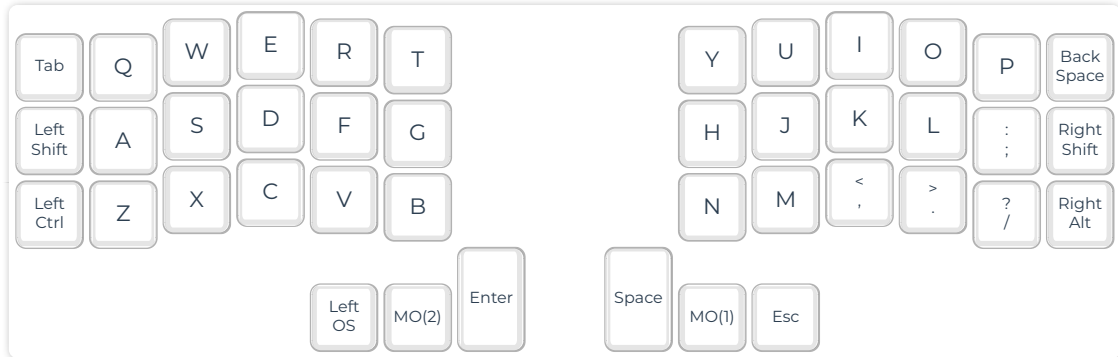 Tab Q W E R T Y U I O P Back Space
Left Shift A S D F G H J K L : ; Right Shift
Left Ctrl Z X C V B N M < , > . ? / Right Alt
Left OS MO(2) Enter Space MO(1) Esc